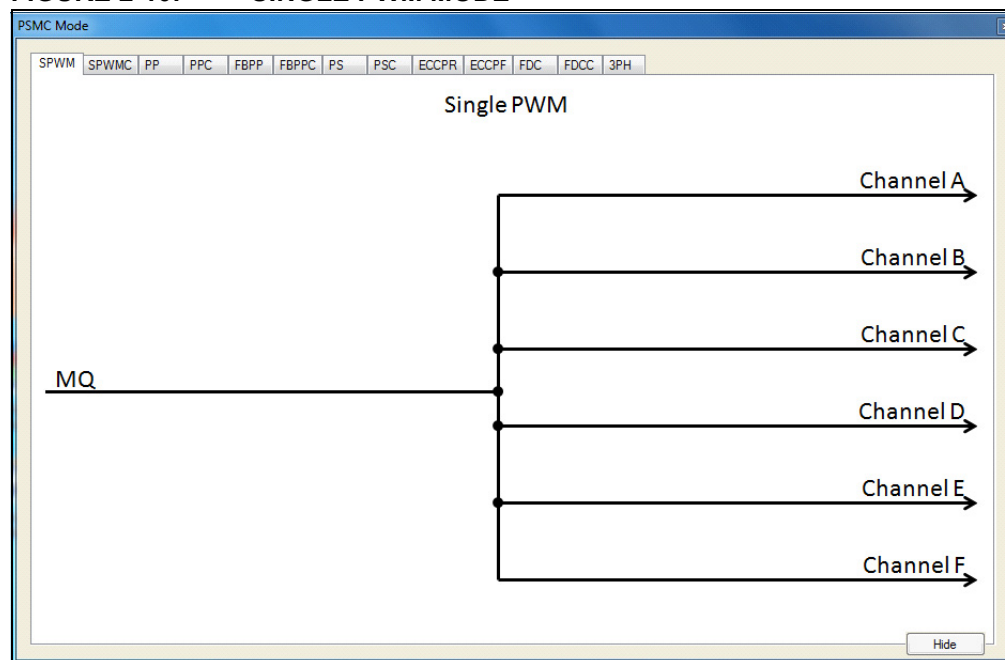 PSMC Mode
SPWM SPWMC PP PPC FBPP FBPPC PS PSC ECCPR ECCPF FDC FDCC 3PH
Single PWM
Channel A
Channel B
Channel C
MQ
Channel D
Channel E
Channel F
Hide